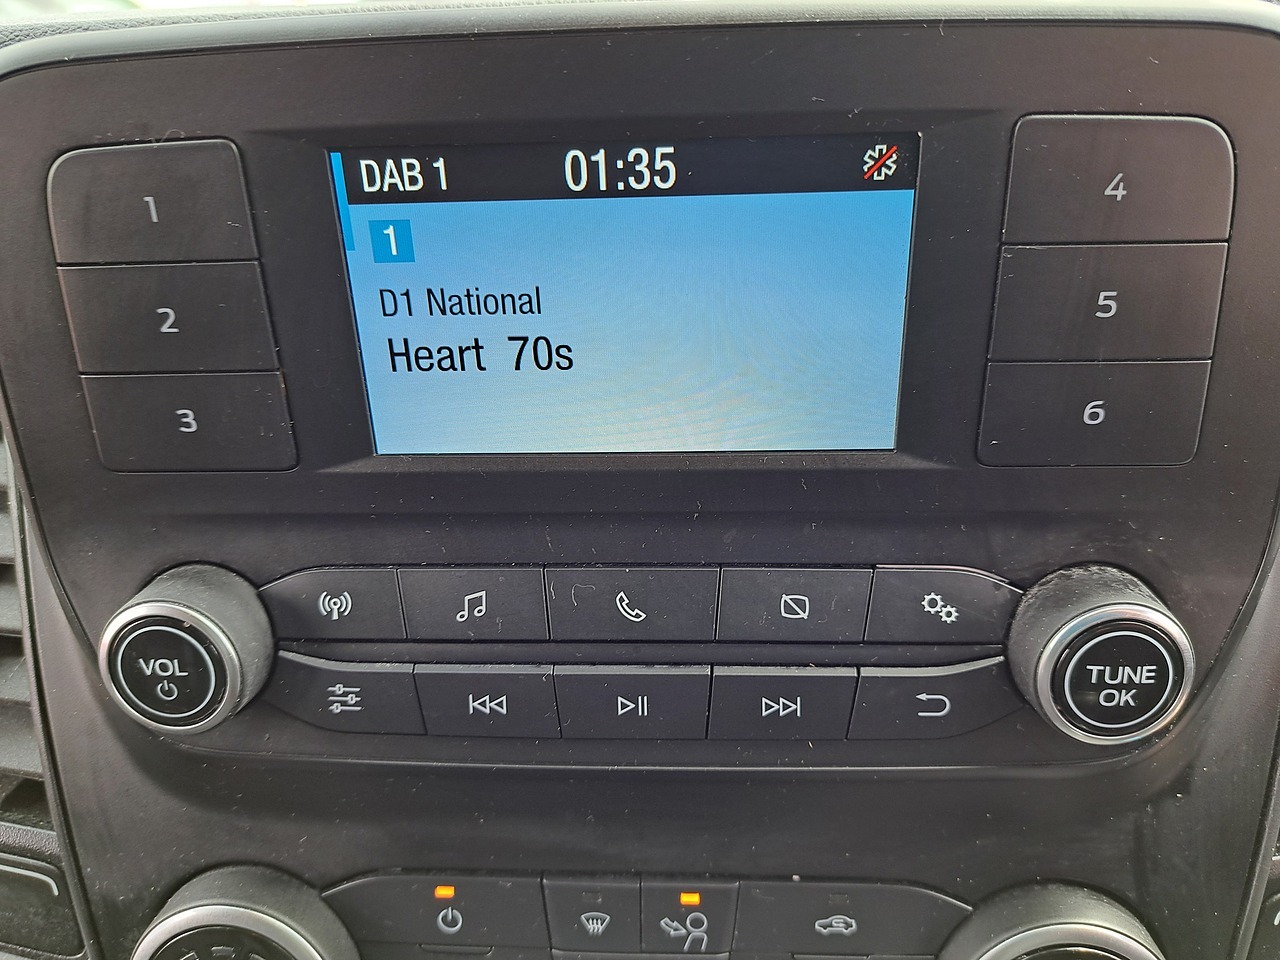 DAB 1 01:35
1
D1 National
Heart 70s
1
2
3
4
5
6
VOL
TUNE
OK